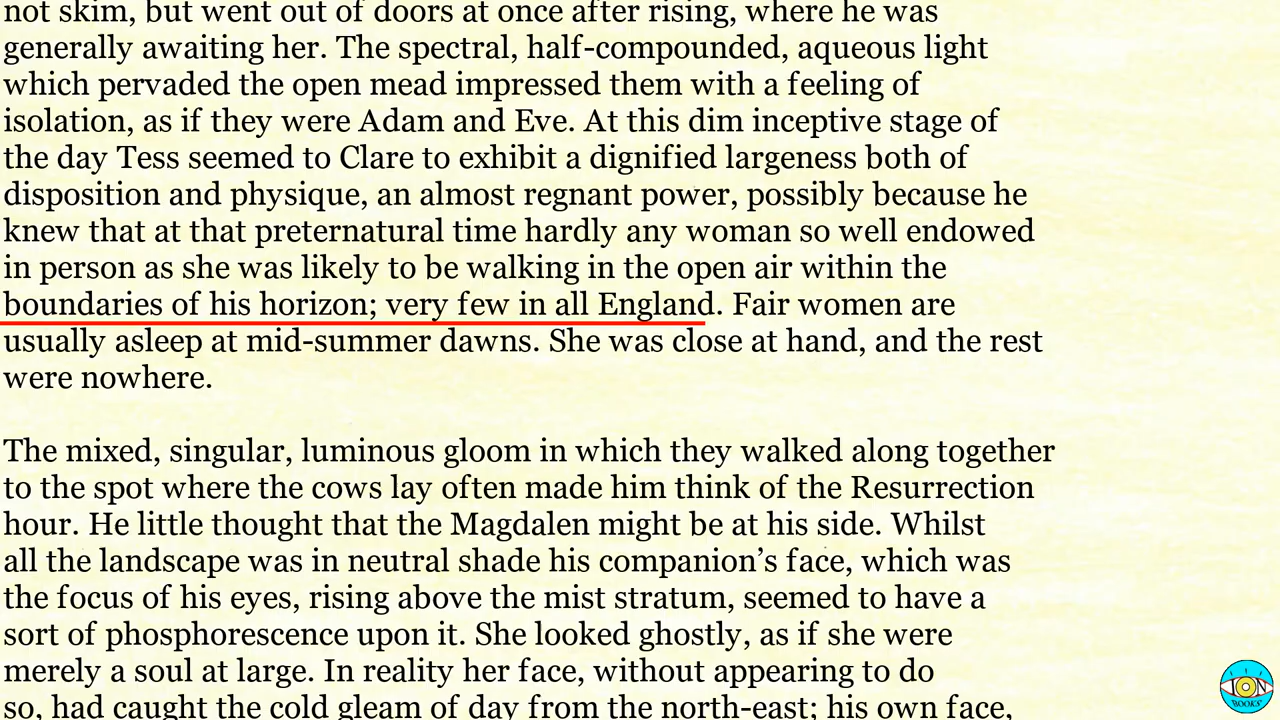 not skim, but went out of doors at once after rising, where he was
generally awaiting her. The spectral, half-compounded, aqueous light
which pervaded the open mead impressed them with a feeling of
isolation, as if they were Adam and Eve. At this dim inceptive stage of
the day Tess seemed to Clare to exhibit a dignified largeness both of
disposition and physique, an almost regnant power, possibly because he
knew that at that preternatural time hardly any woman so well endowed
in person as she was likely to be walking in the open air within the
boundaries of his horizon; very few in all England. Fair women are
usually asleep at mid-summer dawns. She was close at hand, and the rest
were nowhere.
The mixed, singular, luminous gloom in which they walked along together
to the spot where the cows lay often made him think of the Resurrection
hour. He little thought that the Magdalen might be at his side. Whilst
all the landscape was in neutral shade his companion’s face, which was
the focus of his eyes, rising above the mist stratum, seemed to have a
sort of phosphorescence upon it. She looked ghostly, as if she were
merely a soul at large. In reality her face, without appearing to do
so, had caught the cold gleam of day from the north-east; his own face,
ION
BOOKS